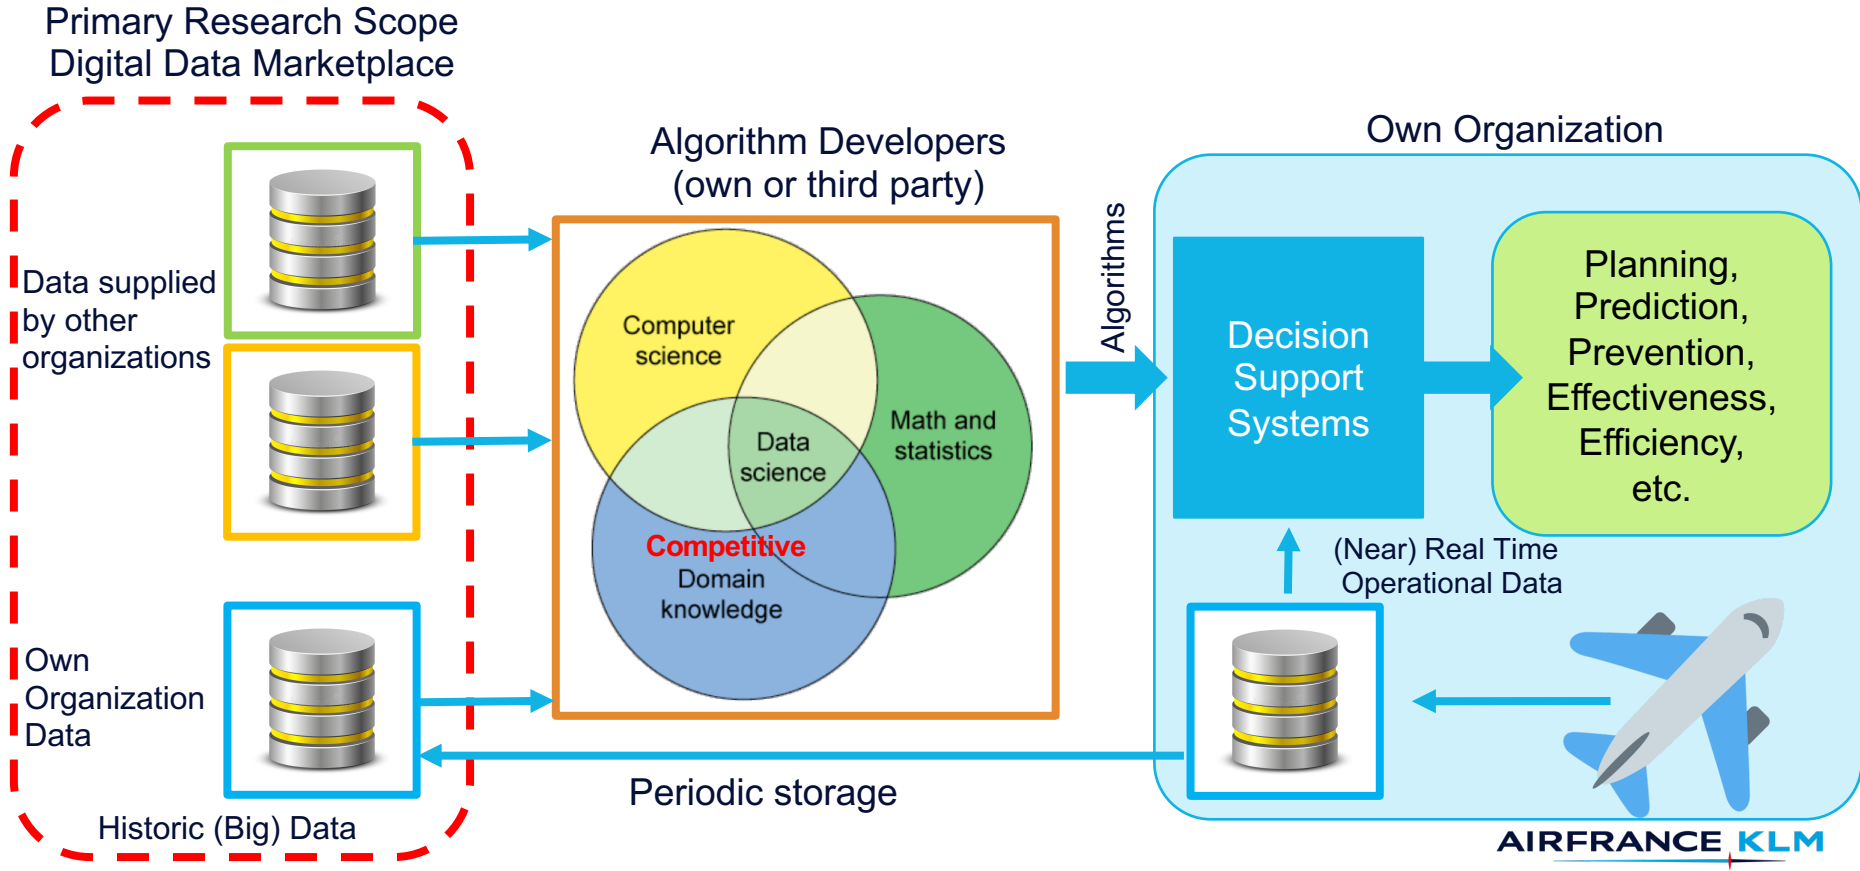 Primary Research Scope
Digital Data Marketplace
Data supplied
by other
organizations
Own
Organization
Data
Historic (Big) Data
Algorithm Developers
(own or third party)
Computer
science
Math and
statistics
Data
science
Competitive
Domain
knowledge
Periodic storage
Algorithms
Own Organization
Decision
Support
Systems
Planning,
Prediction,
Prevention,
Effectiveness,
Efficiency,
etc.
(Near) Real Time
Operational Data
AIRFRANCE KLM